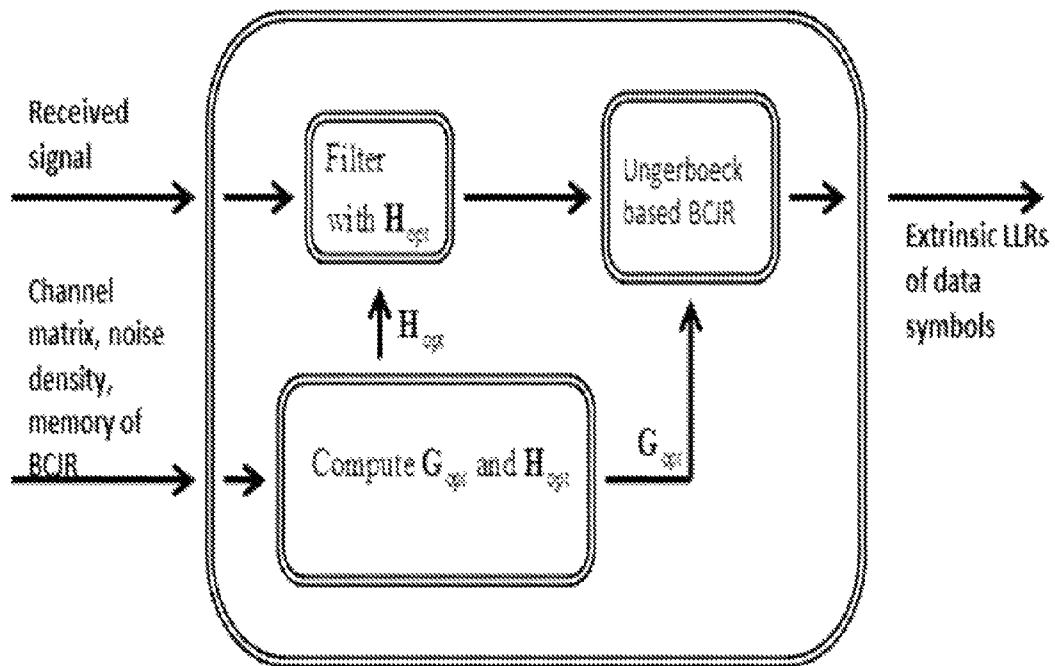 Received
signal
Filter
with H_opt
Ungerboeck
based BCJR
Extrinsic LLRs
of data
symbols
Channel
matrix, noise
density,
memory of
BCJR
H_opt
G_opt
Compute G_opt and H_opt